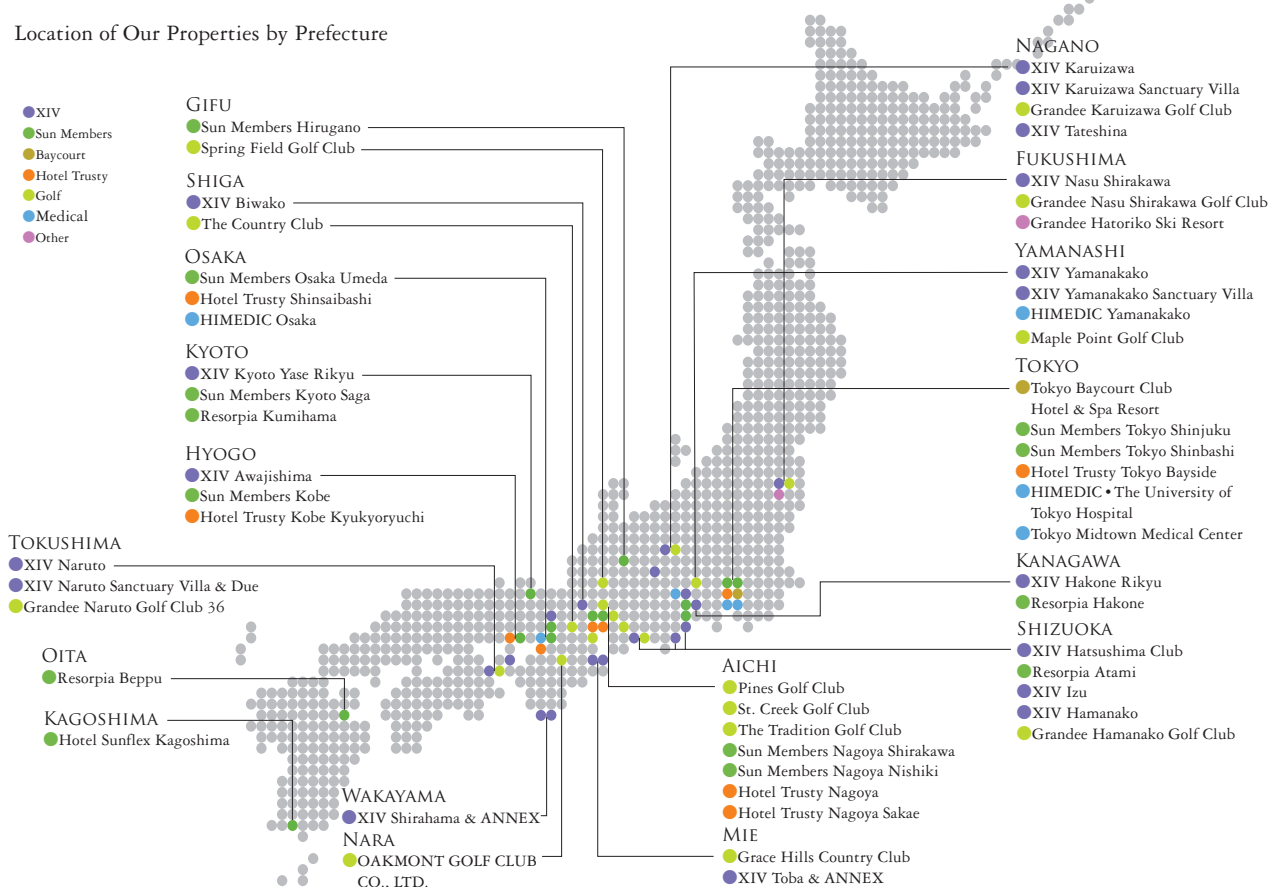 Location of Our Properties by Prefecture
XIV
Sun Members
Baycourt
Hotel Trusty
Golf
Medical
Other
GIFU
Sun Members Hirugano
Spring Field Golf Club
SHIGA
XIV Biwako
The Country Club
OSAKA
Sun Members Osaka Umeda
Hotel Trusty Shinsaibashi
HIMEDIC Osaka
KYOTO
XIV Kyoto Yase Rikyu
Sun Members Kyoto Saga
Resorpia Kumihama
HYOGO
XIV Awajishima
Sun Members Kobe
Hotel Trusty Kobe Kyukyoryuchi
TOKUSHIMA
XIV Naruto
XIV Naruto Sanctuary Villa & Due
Grandee Naruto Golf Club 36
OITA
Resorpia Beppu
KAGOSHIMA
Hotel Sunflex Kagoshima
WAKAYAMA
XIV Shirahama & ANNEX
NARA
OAKMONT GOLF CLUB
CO., LTD.
NAGANO
XIV Karuizawa
XIV Karuizawa Sanctuary Villa
Grandee Karuizawa Golf Club
XIV Tateshina
FUKUSHIMA
XIV Nasu Shirakawa
Grandee Nasu Shirakawa Golf Club
Grandee Hatoriko Ski Resort
YAMANASHI
XIV Yamanakako
XIV Yamanakako Sanctuary Villa
HIMEDIC Yamanakako
Maple Point Golf Club
TOKYO
Tokyo Baycourt Club
Hotel & Spa Resort
Sun Members Tokyo Shinjuku
Sun Members Tokyo Shinbashi
Hotel Trusty Tokyo Bayside
HIMEDIC • The University of
Tokyo Hospital
Tokyo Midtown Medical Center
KANAGAWA
XIV Hakone Rikyu
Resorpia Hakone
SHIZUOKA
XIV Hatsushima Club
Resorpia Atami
XIV Izu
XIV Hamanako
Grandee Hamanako Golf Club
AICHI
Pines Golf Club
St. Creek Golf Club
The Tradition Golf Club
Sun Members Nagoya Shirakawa
Sun Members Nagoya Nishiki
Hotel Trusty Nagoya
Hotel Trusty Nagoya Sakae
MIE
Grace Hills Country Club
XIV Toba & ANNEX